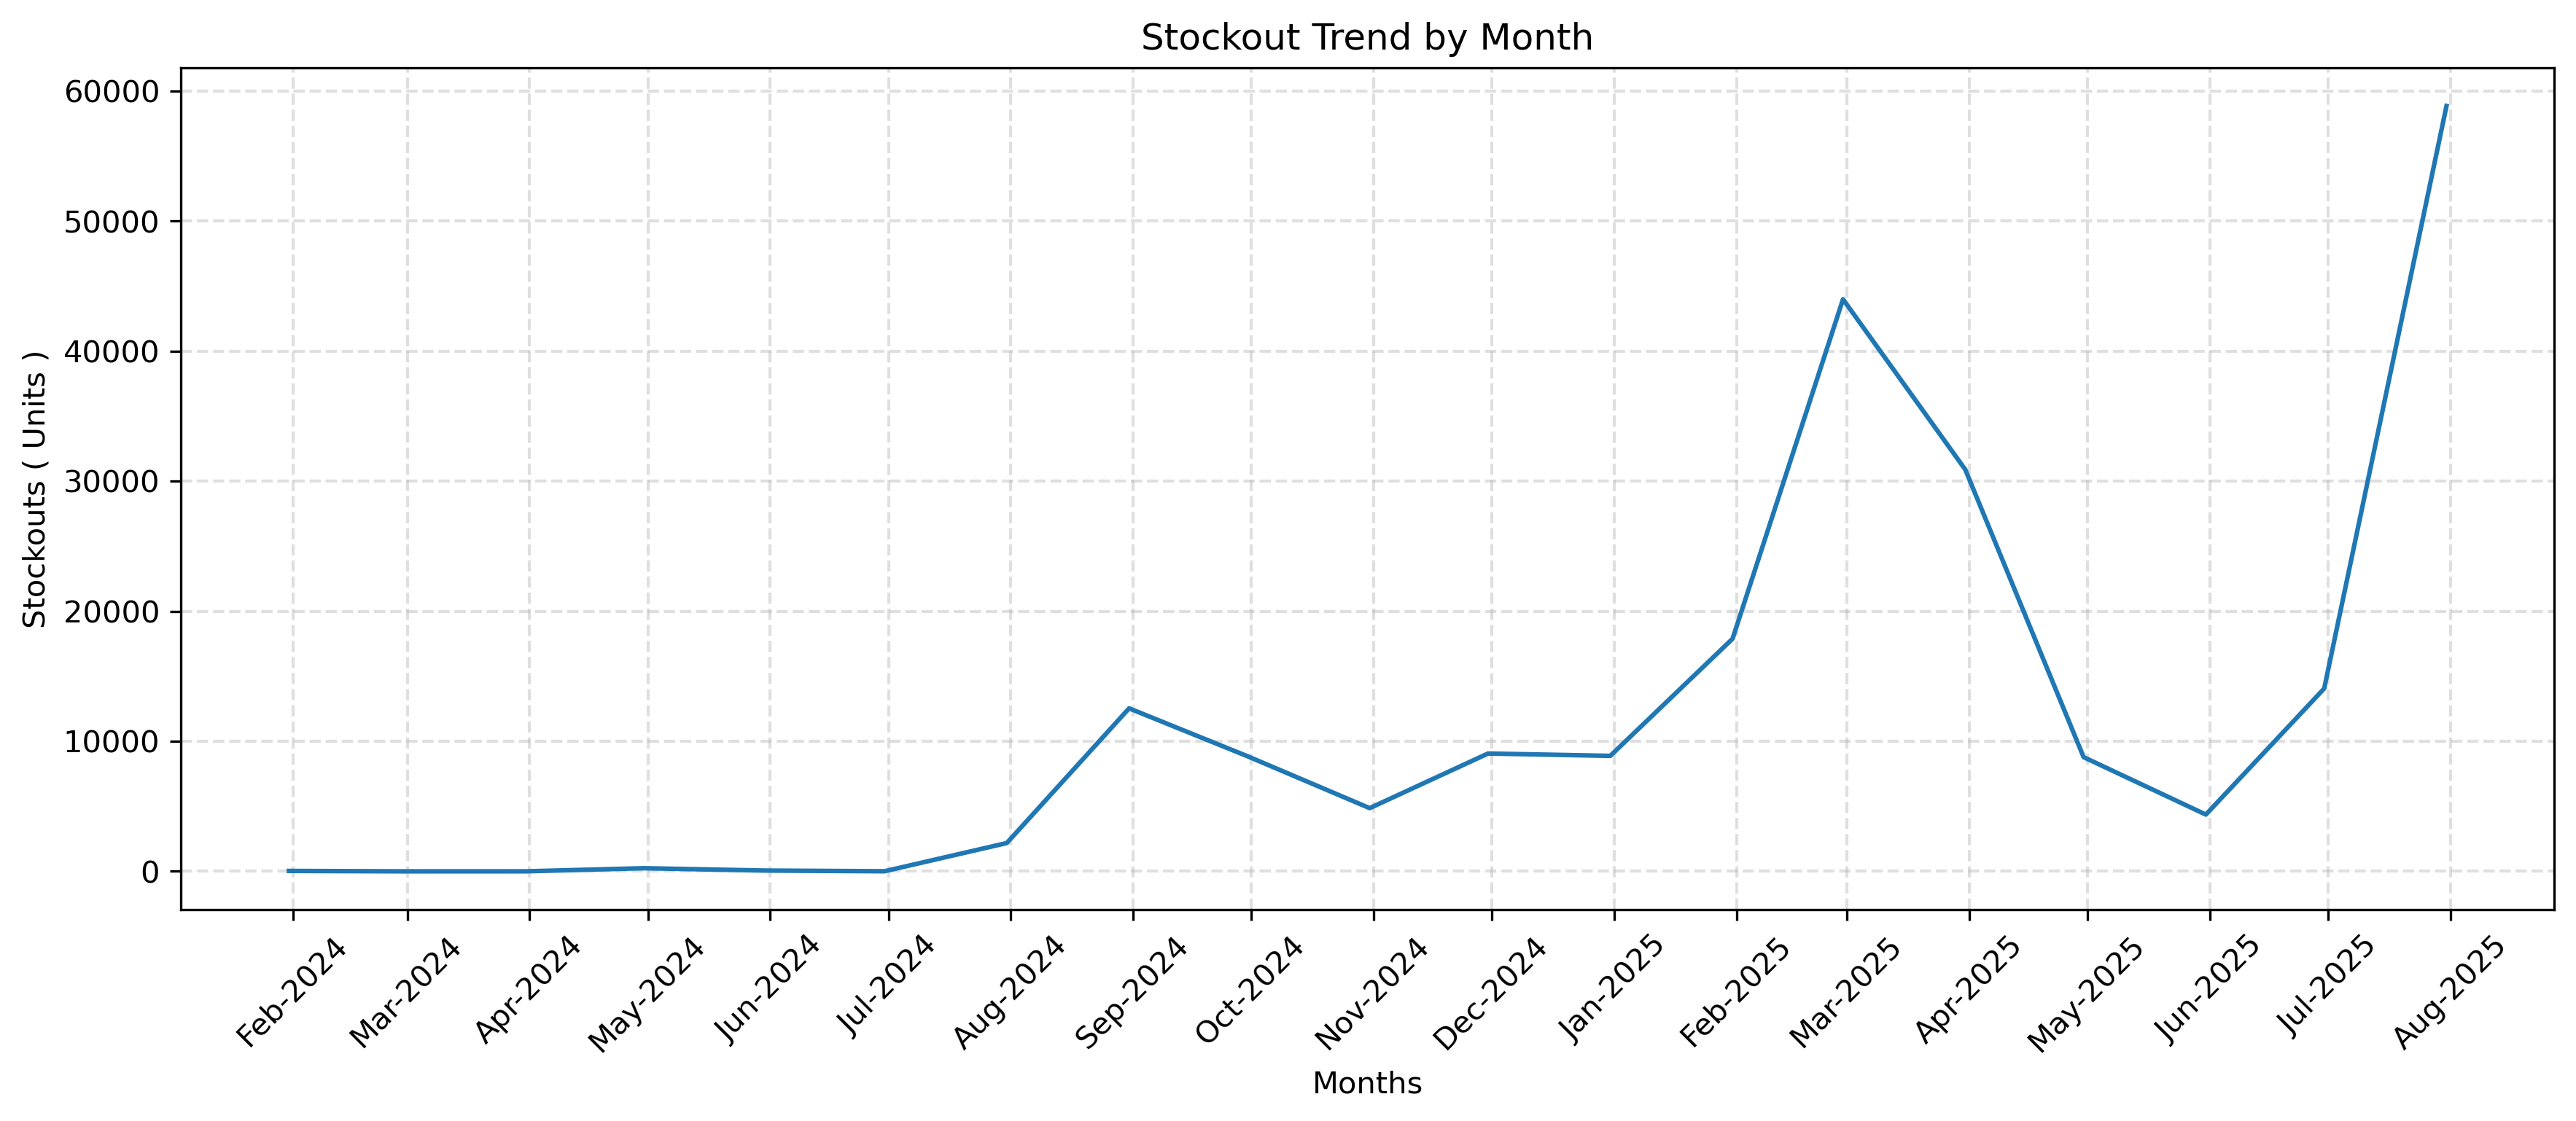 Stockout Trend by Month
Stockouts ( Units )
60000
50000
40000
30000
20000
10000
0
Feb-2024
Mar-2024
Apr-2024
May-2024
Jun-2024
Jul-2024
Aug-2024
Sep-2024
Oct-2024
Nov-2024
Dec-2024
Jan-2025
Feb-2025
Mar-2025
Apr-2025
May-2025
Jun-2025
Jul-2025
Aug-2025
Months